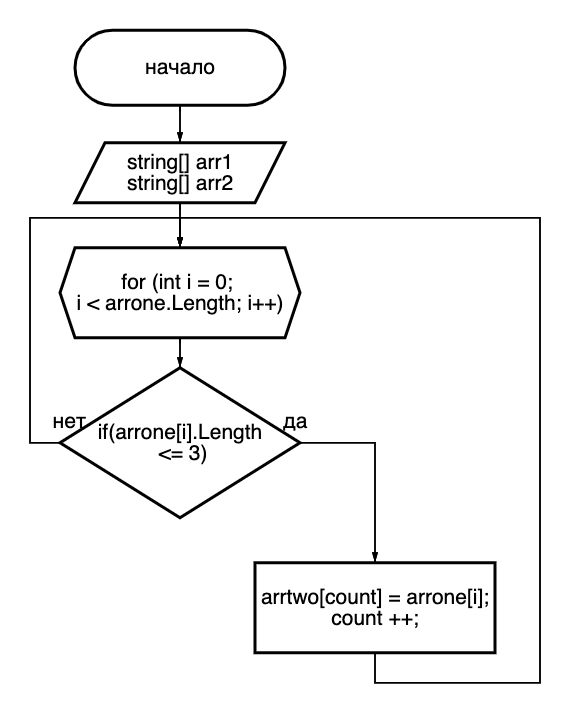 начало
string[] arr1
string[] arr2
for (int i = 0;
i < arrone.Length; i++)
нет
да
if(arrone[i].Length
<= 3)
arrtwo[count] = arrone[i];
count ++;